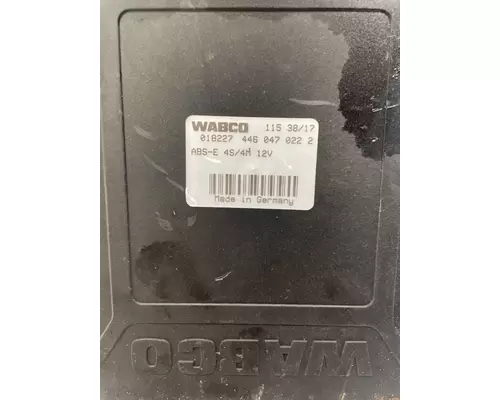 WABCO 115 38/17
018227 446 047 022 2
ABS-E 4S/4M 12V
Made in Germany
WABCO